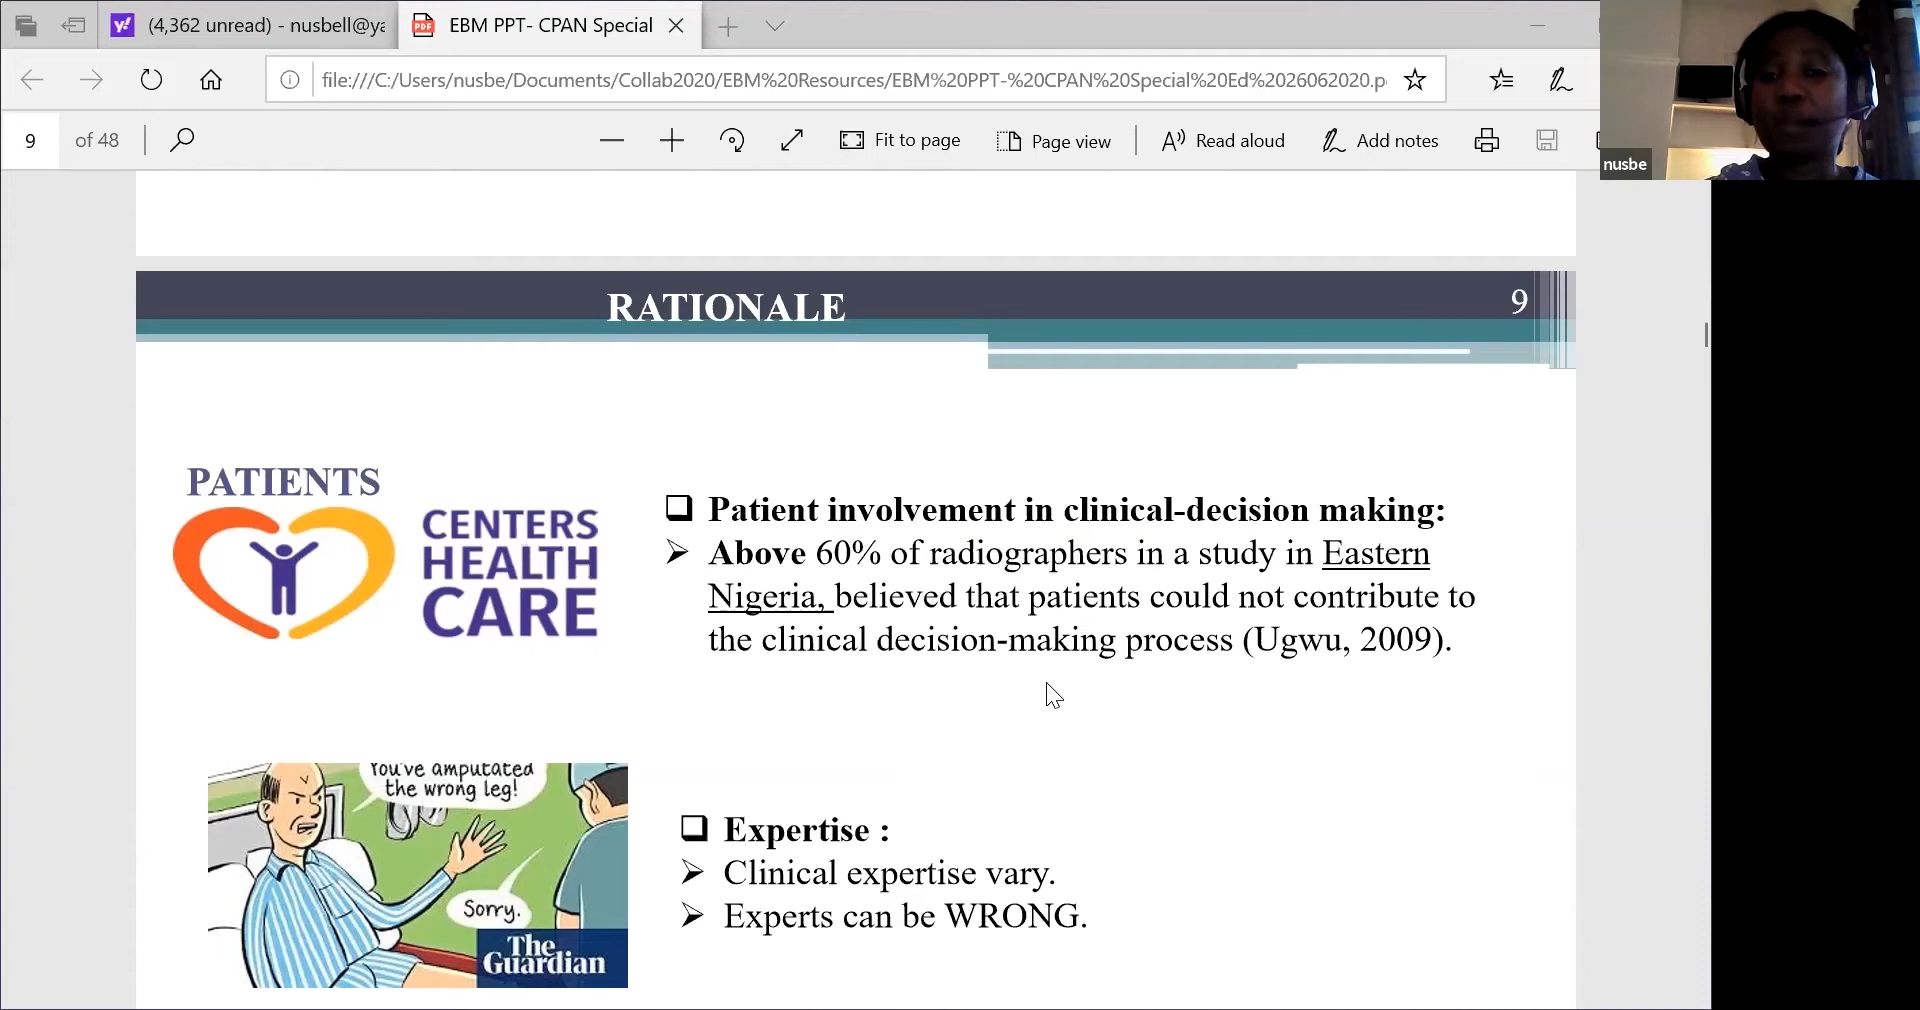 (4,362 unread) - nusbell@ya
PDF
EBM PPT- CPAN Special
file:///C:/Users/nusbe/Documents/Collab2020/EBM%20Resources/EBM%20PPT-%20CPAN%20Special%20Ed%2026062020.p
9 of 48
Fit to page
Page view
Read aloud
Add notes
nusbe
RATIONALE
9
PATIENTS
CENTERS
HEALTH
CARE
Patient involvement in clinical-decision making:
Above 60% of radiographers in a study in Eastern
Nigeria, believed that patients could not contribute to
the clinical decision-making process (Ugwu, 2009).
You've amputated
the wrong leg!
Sorry.
The
Guardian
Expertise :
Clinical expertise vary.
Experts can be WRONG.